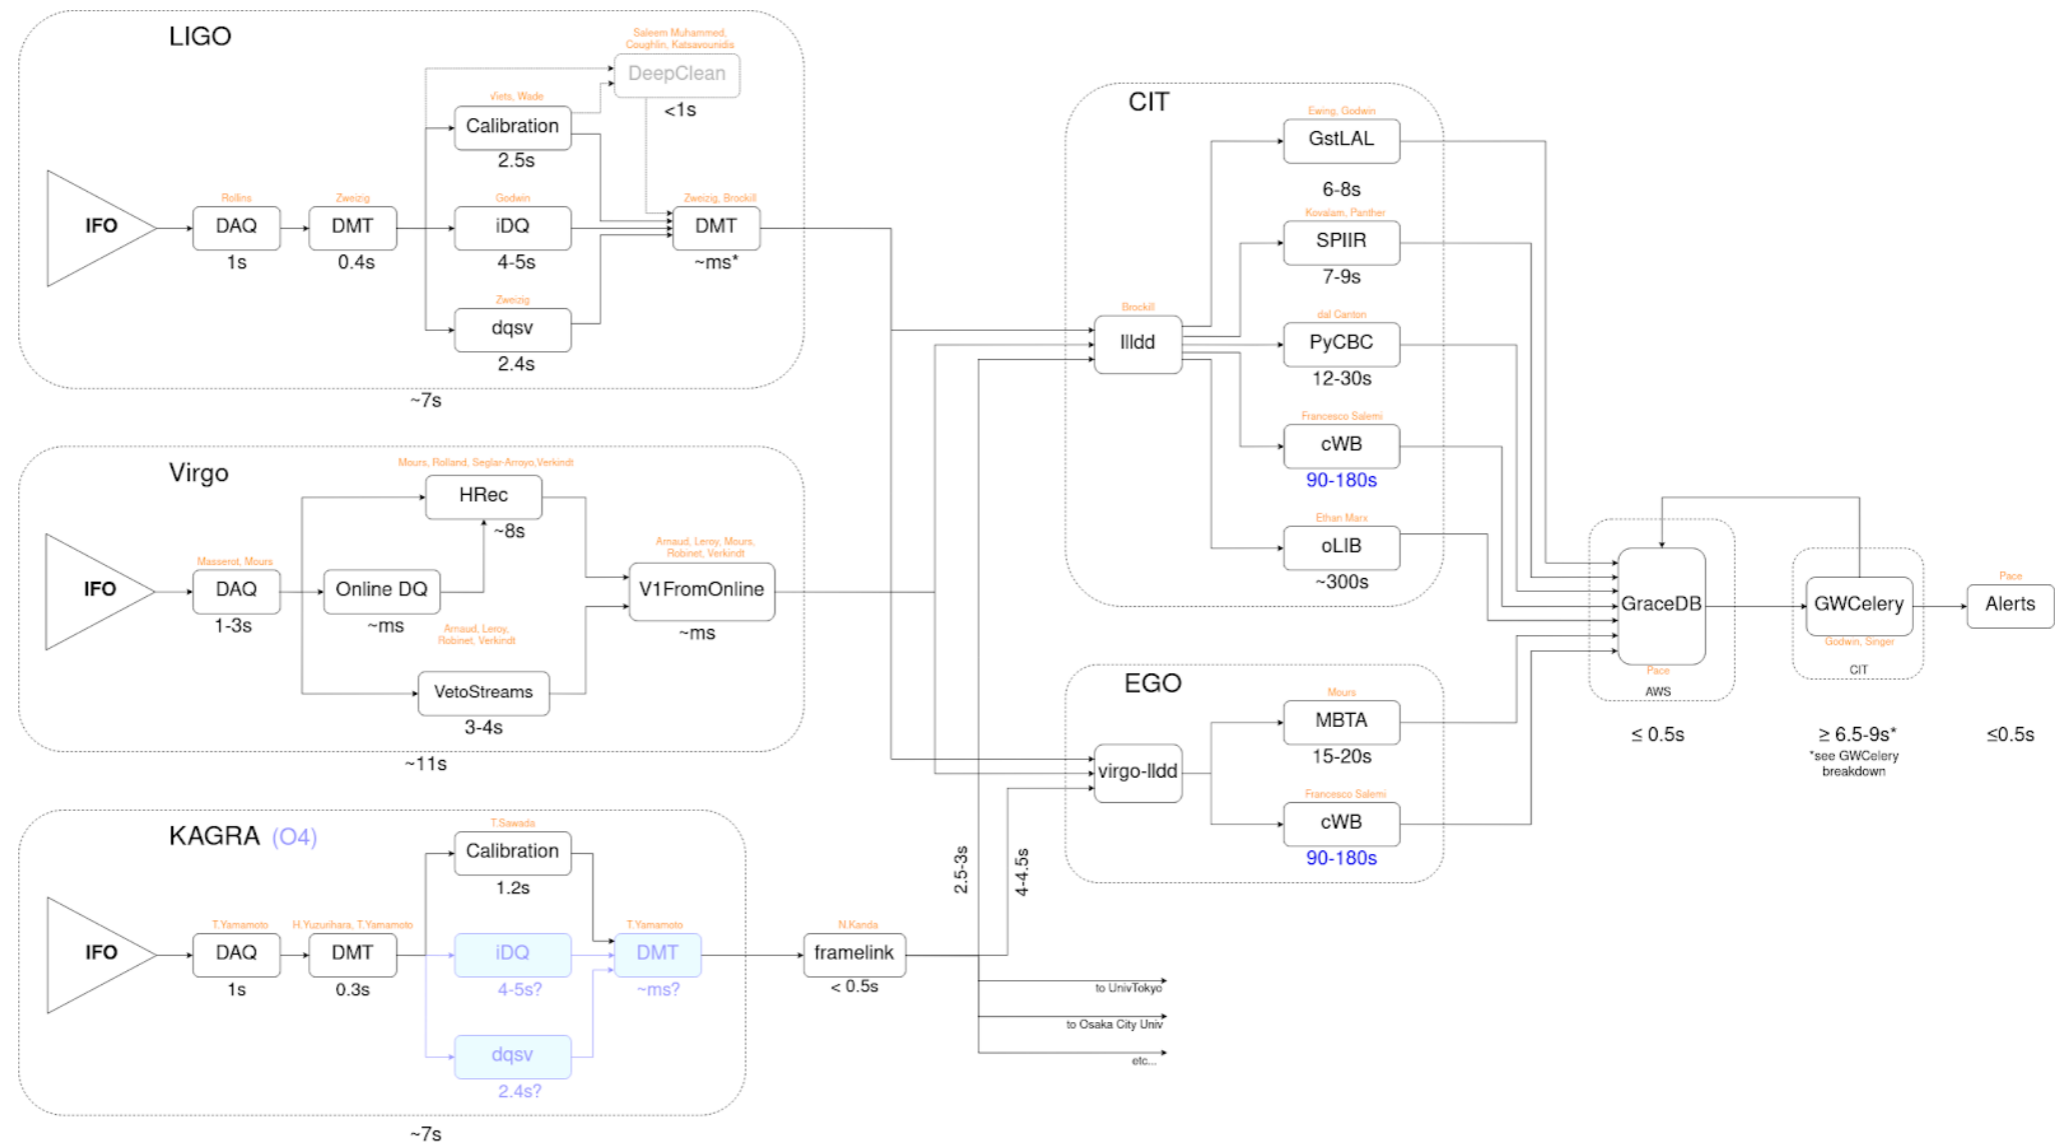 LIGO
Saleem Muhammed,
Coughlin, Katsavounidis
DeepClean
<1s
Viets, Wade
Calibration
2.5s
IFO
Rollins
DAQ
1s
Zweizig
DMT
0.4s
Godwin
iDQ
4-5s
Zweizig, Brockill
DMT
~ms*
Zweizig
dqsv
2.4s
~7s
Virgo
Mours, Rolland, Seglar-Arroyo,Verkindt
HRec
~8s
IFO
Masserot, Mours
DAQ
1-3s
Online DQ
~ms
Arnaud, Leroy,
Robinet, Verkindt
VetoStreams
3-4s
Arnaud, Leroy, Mours,
Robinet, Verkindt
V1FromOnline
~ms
~11s
KAGRA (O4)
T.Sawada
Calibration
1.2s
IFO
T.Yamamoto
DAQ
1s
H.Yuzurihara, T.Yamamoto
DMT
0.3s
iDQ
4-5s?
T.Yamamoto
DMT
~ms?
dqsv
2.4s?
~7s
N.Kanda
framelink
< 0.5s
2.5-3s
4-4.5s
to UnivTokyo
to Osaka City Univ
etc...
CIT
Brockill
lldd
Ewing, Godwin
GstLAL
6-8s
Kovalam, Panther
SPIIR
7-9s
dal Canton
PyCBC
12-30s
Francesco Salemi
cWB
90-180s
Ethan Marx
oLIB
~300s
EGO
virgo-lldd
Mours
MBTA
15-20s
Francesco Salemi
cWB
90-180s
GraceDB
Pace
AWS
≤ 0.5s
GWCelery
Godwin, Singer
CIT
≥ 6.5-9s*
*see GWCelery
breakdown
Pace
Alerts
≤0.5s